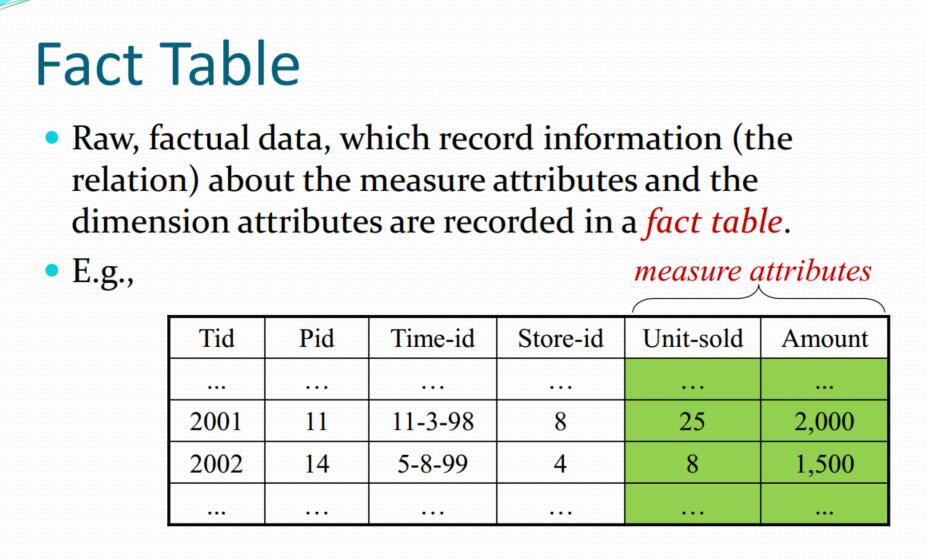 Fact Table
• Raw, factual data, which record information (the
relation) about the measure attributes and the
dimension attributes are recorded in a fact table.
• E.g.,
measure attributes
Tid Pid Time-id Store-id Unit-sold Amount
... ... ... ... ... ...
2001 11 11-3-98 8 25 2,000
2002 14 5-8-99 4 8 1,500
... ... ... ... ... ...